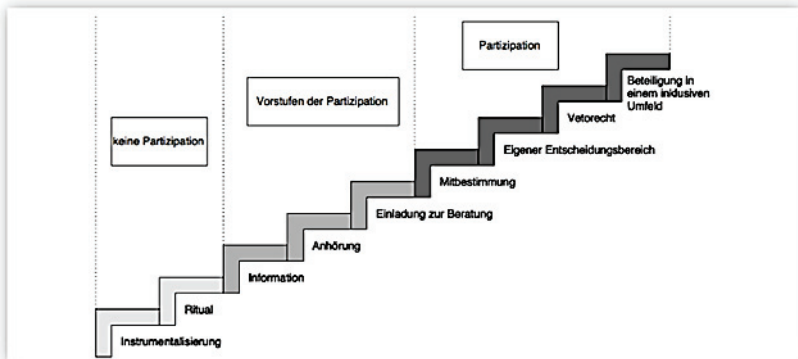 Partizipation
Vorstufen der Partizipation
keine Partizipation
Beteiligung in
einem inklusiven
Umfeld
Vetorecht
Eigener Entscheidungsbereich
Mitbestimmung
Einladung zur Beratung
Anhörung
Information
Ritual
Instrumentalisierung